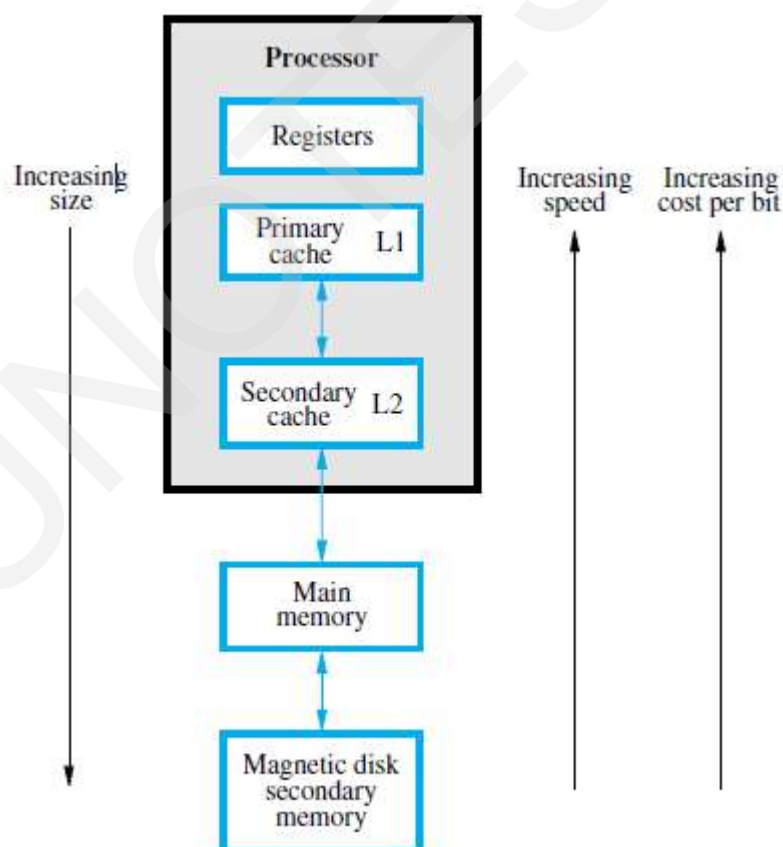 Processor
Registers
Increasing
size
Increasing
speed
Increasing
cost per bit
Primary
cache
L1
Secondary
cache
L2
Main
memory
Magnetic disk
secondary
memory